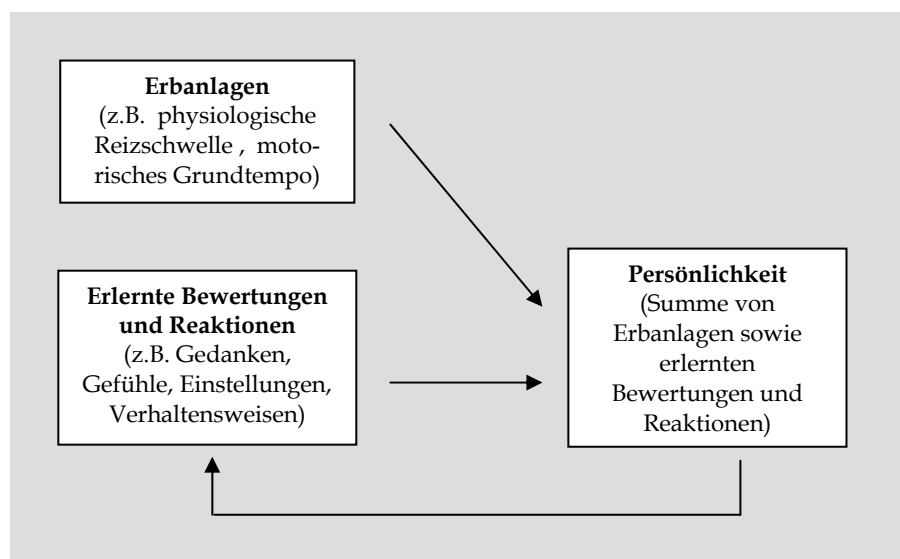 Erbanlagen
(z.B. physiologische
Reizschwelle , moto-
risches Grundtempo)
Erlernte Bewertungen
und Reaktionen
(z.B. Gedanken,
Gefühle, Einstellungen,
Verhaltensweisen)
Persönlichkeit
(Summe von
Erbanlagen sowie
erlernten
Bewertungen und
Reaktionen)